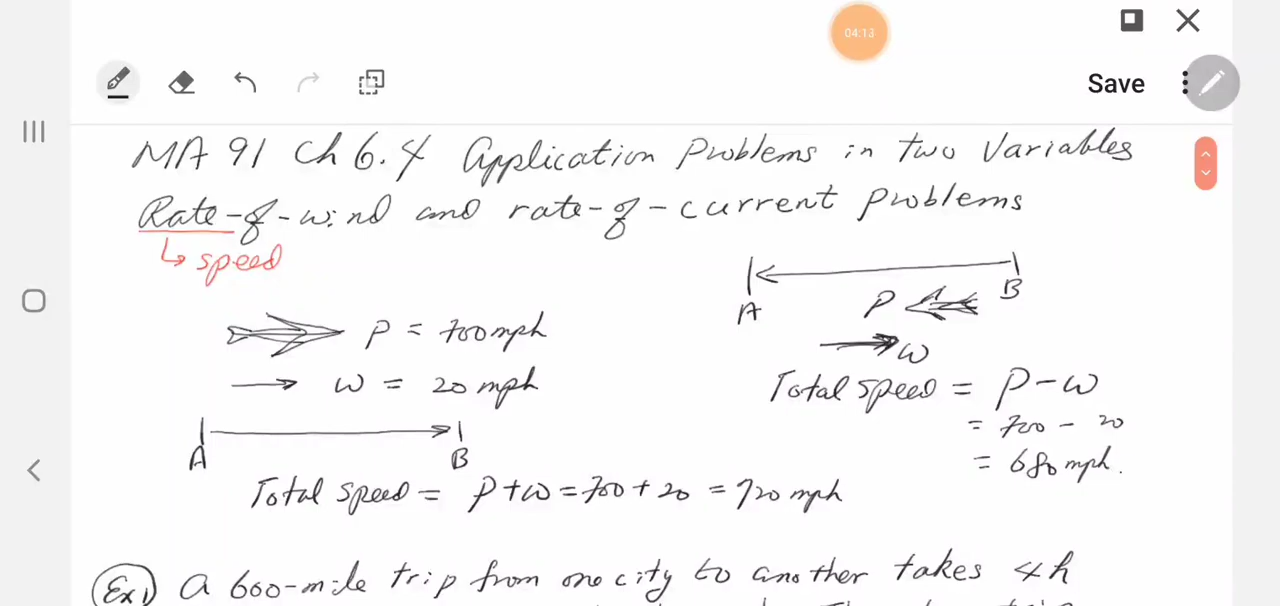 04:13
Save
MA 91 Ch 6.4 Application Problems in two Variables
Rate-of-wind and rate-of-current problems
↳ speed
P = 700 mph
w = 20 mph
A B
Total speed = P+w = 700 + 20 = 720 mph
A B
P
w
Total speed = P-w
= 700 - 20
= 680 mph.
Ex1 A 600-mile trip from one city to another takes 4h